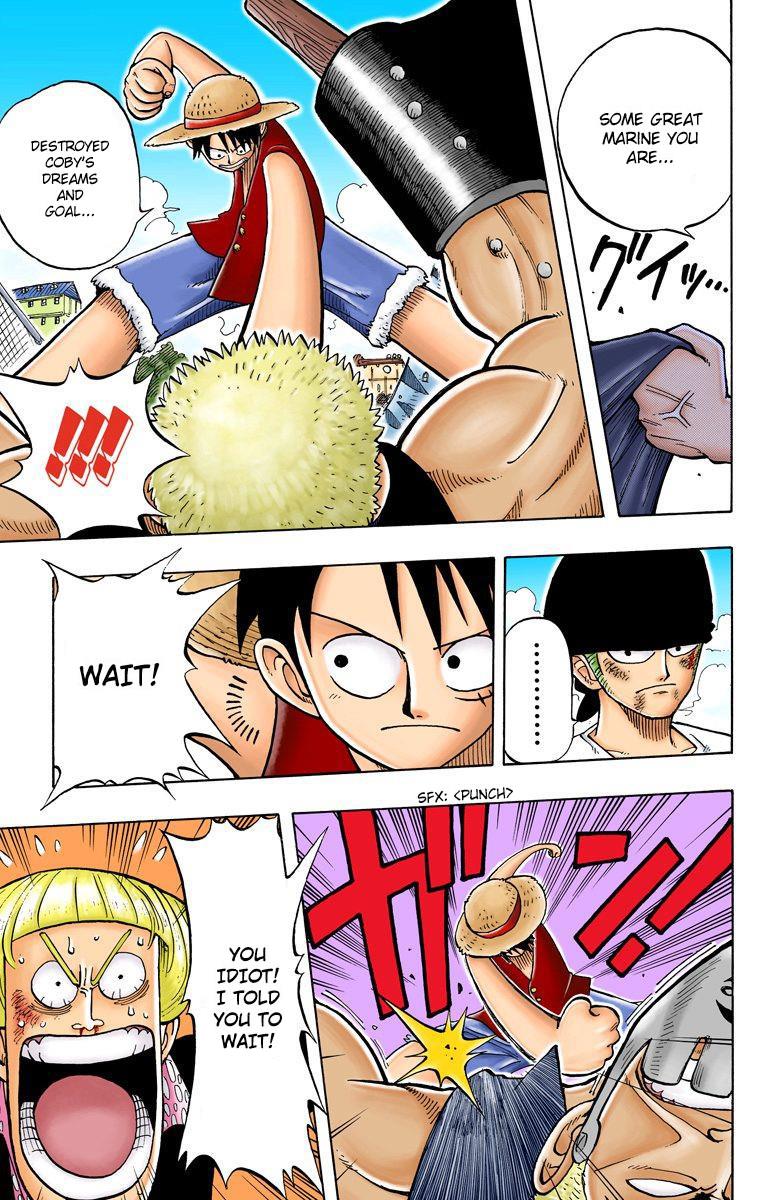 SOME GREAT
MARINE YOU
ARE...
グイッ...
DESTROYED
COBY'S
DREAMS
AND
GOAL...
!!!
.........
WAIT!
SFX: <PUNCH>
ガン!!
YOU
IDIOT!
I TOLD
YOU TO
WAIT!